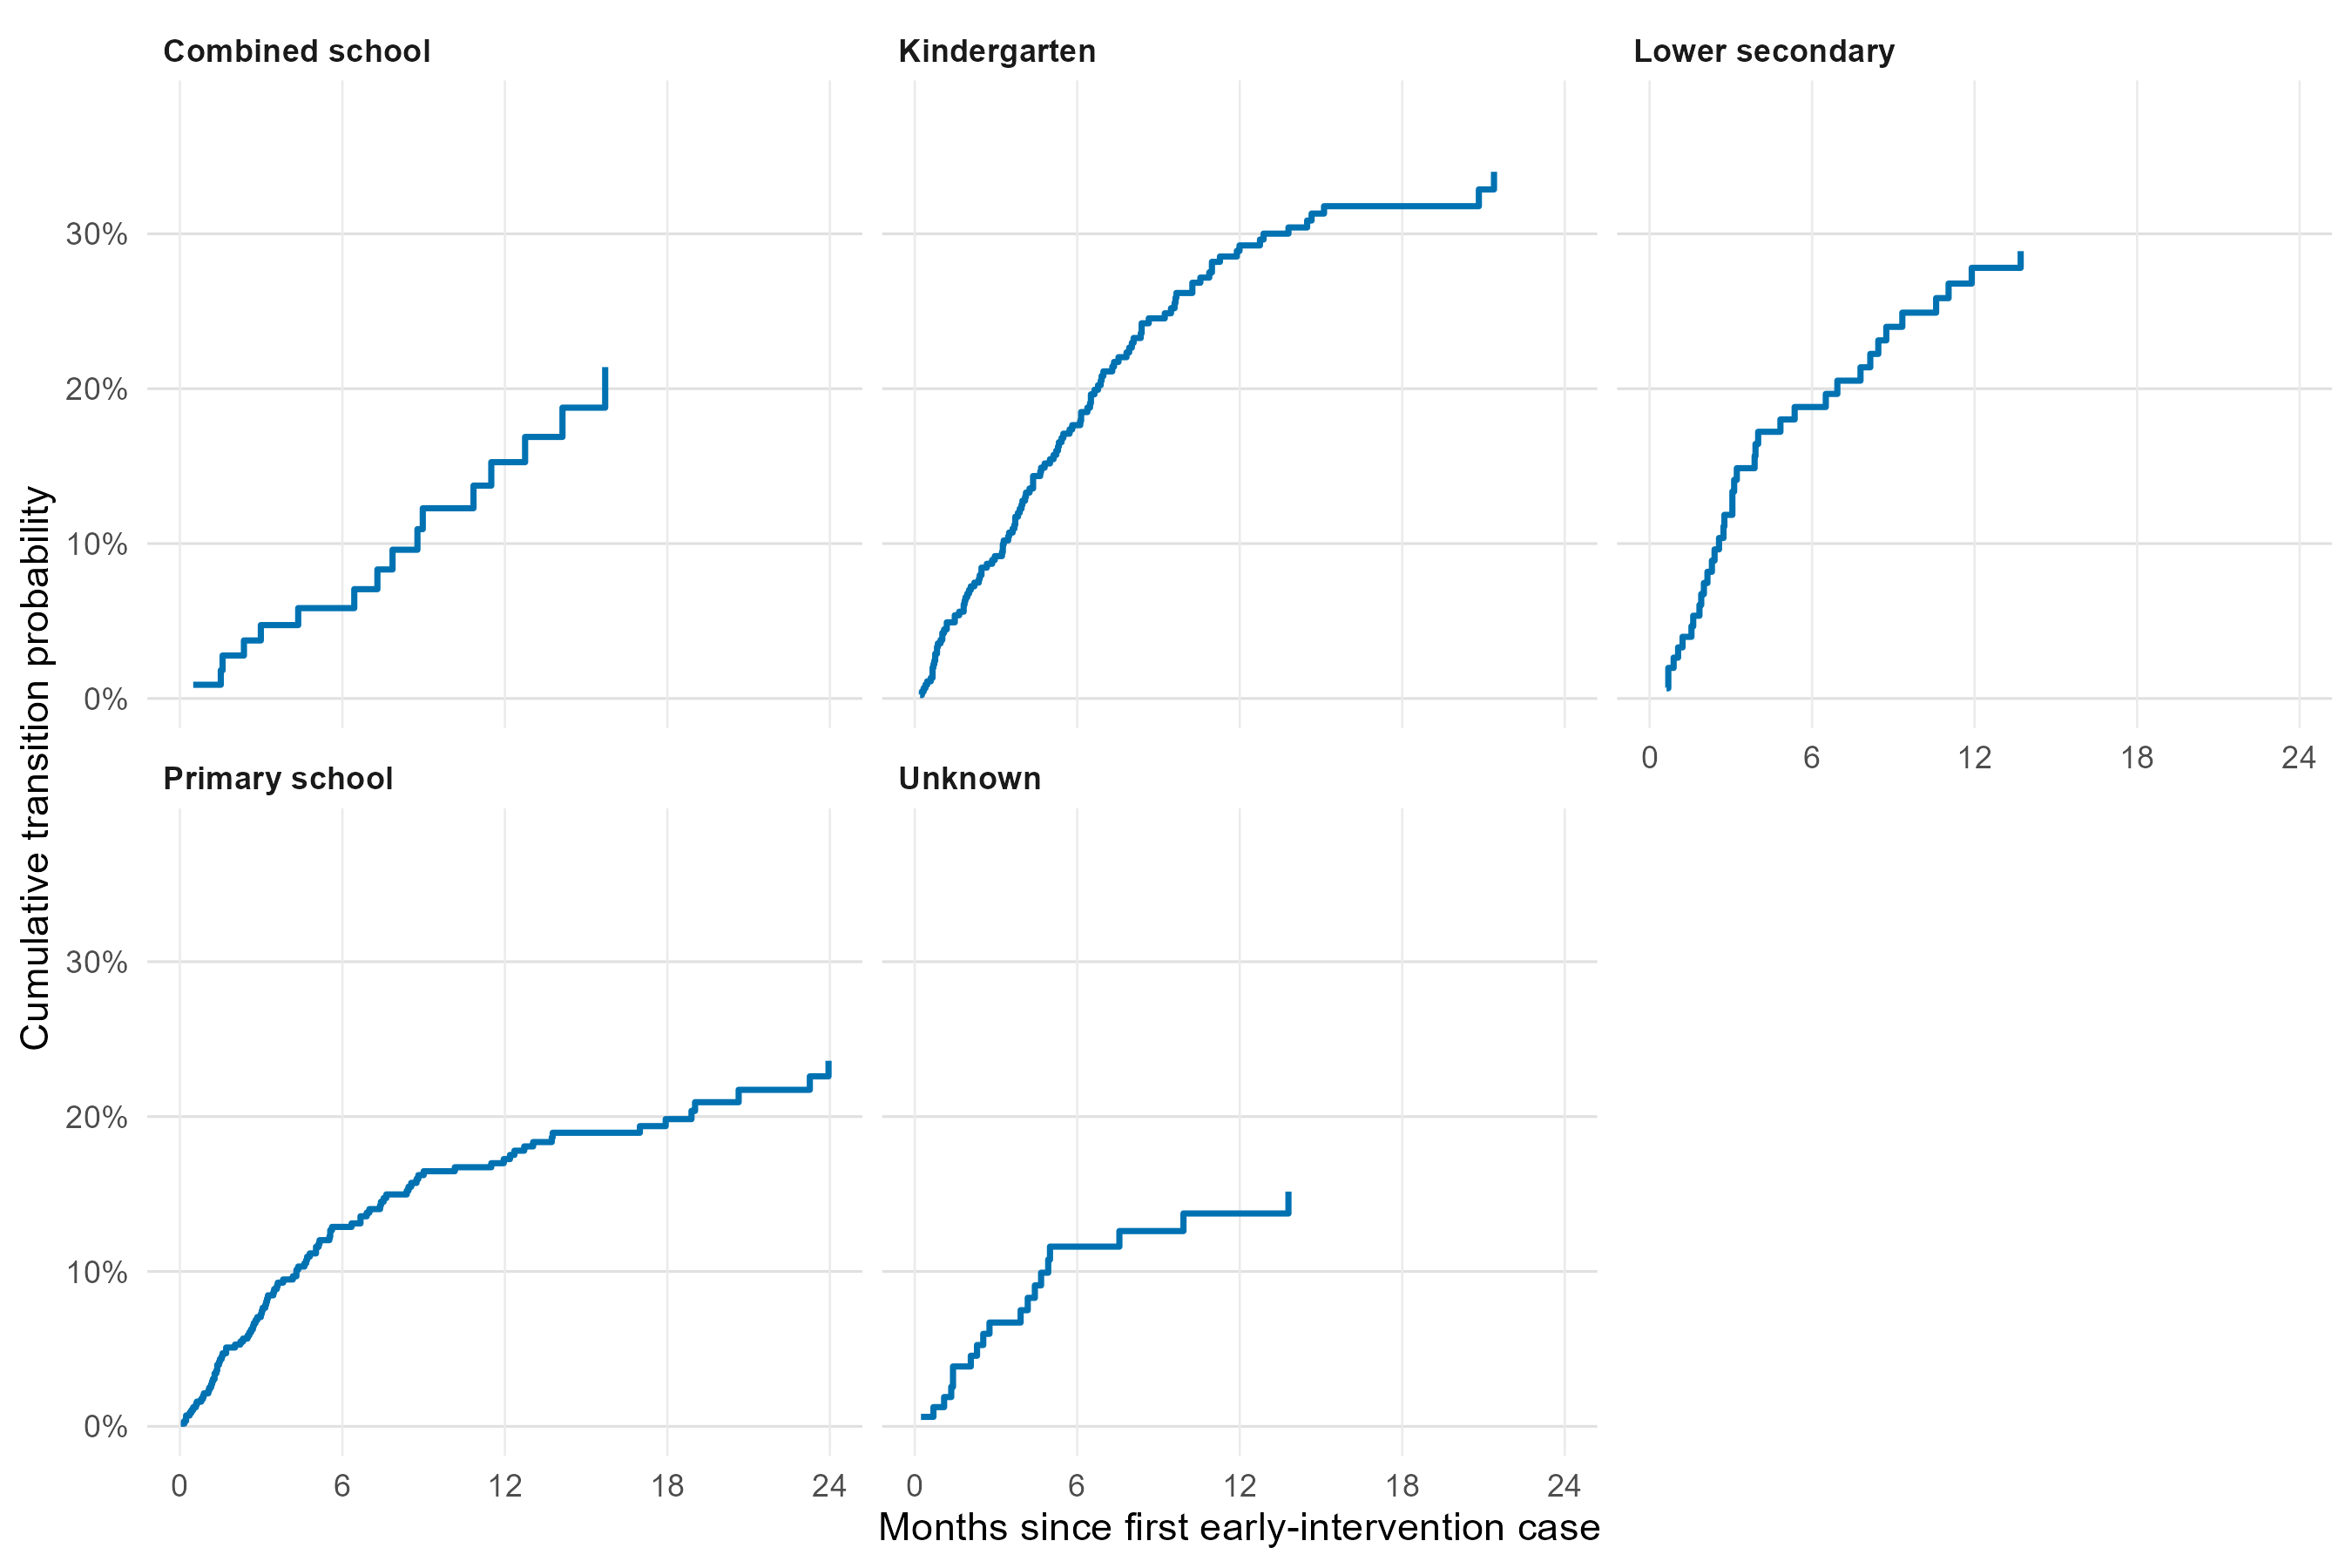 Combined school
Kindergarten
Lower secondary
30%
20%
10%
0%
0 6 12 18 24
Primary school
Unknown
30%
20%
10%
0%
0 6 12 18 24
0 6 12 18 24
Cumulative transition probability
Months since first early-intervention case